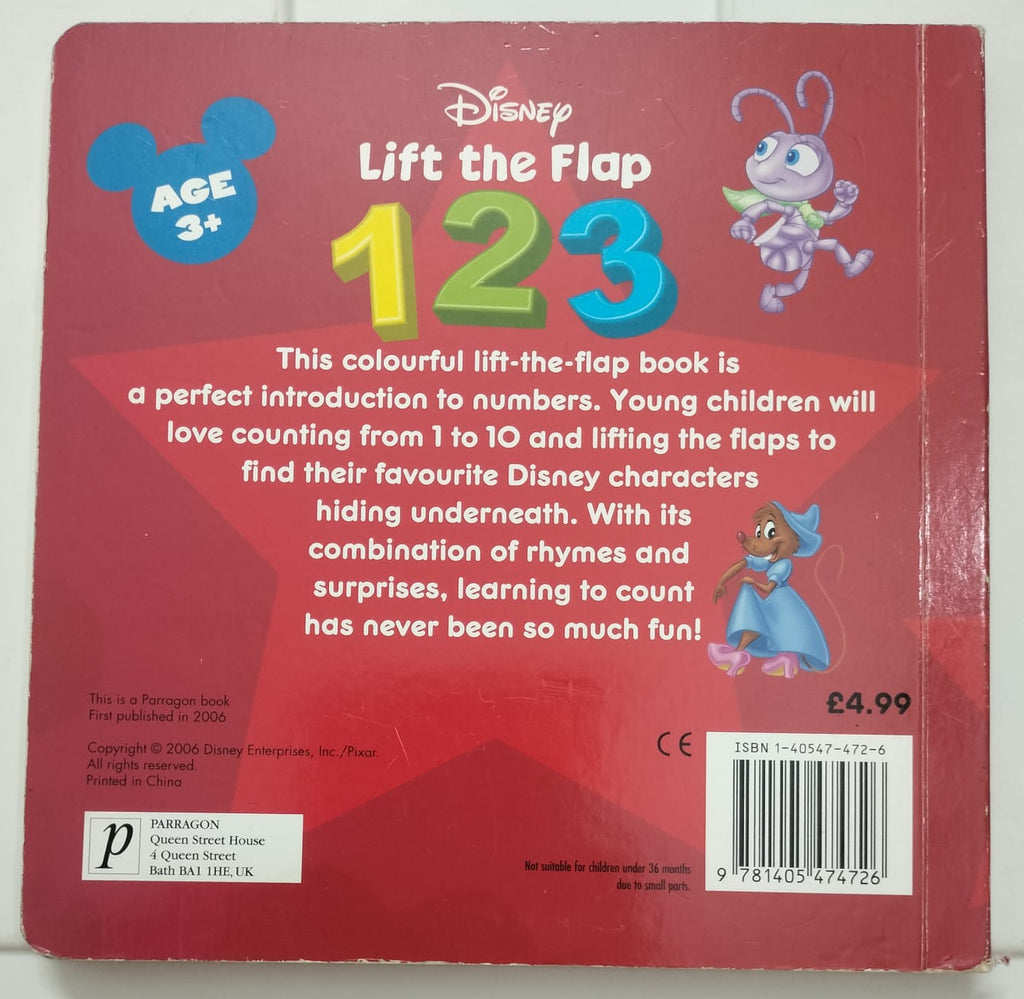 Disney
Lift the Flap
AGE
3+
123
This colourful lift-the-flap book is
a perfect introduction to numbers. Young children will
love counting from 1 to 10 and lifting the flaps to
find their favourite Disney characters
hiding underneath. With its
combination of rhymes and
surprises, learning to count
has never been so much fun!
This is a Parragon book
First published in 2006
£4.99
Copyright © 2006 Disney Enterprises, Inc./Pixar.
All rights reserved.
Printed in China
CE
ISBN 1-40547-472-6
p
PARRAGON
Queen Street House
4 Queen Street
Bath BA1 1HE, UK
Not suitable for children under 36 months
due to small parts.
9 781405 474726